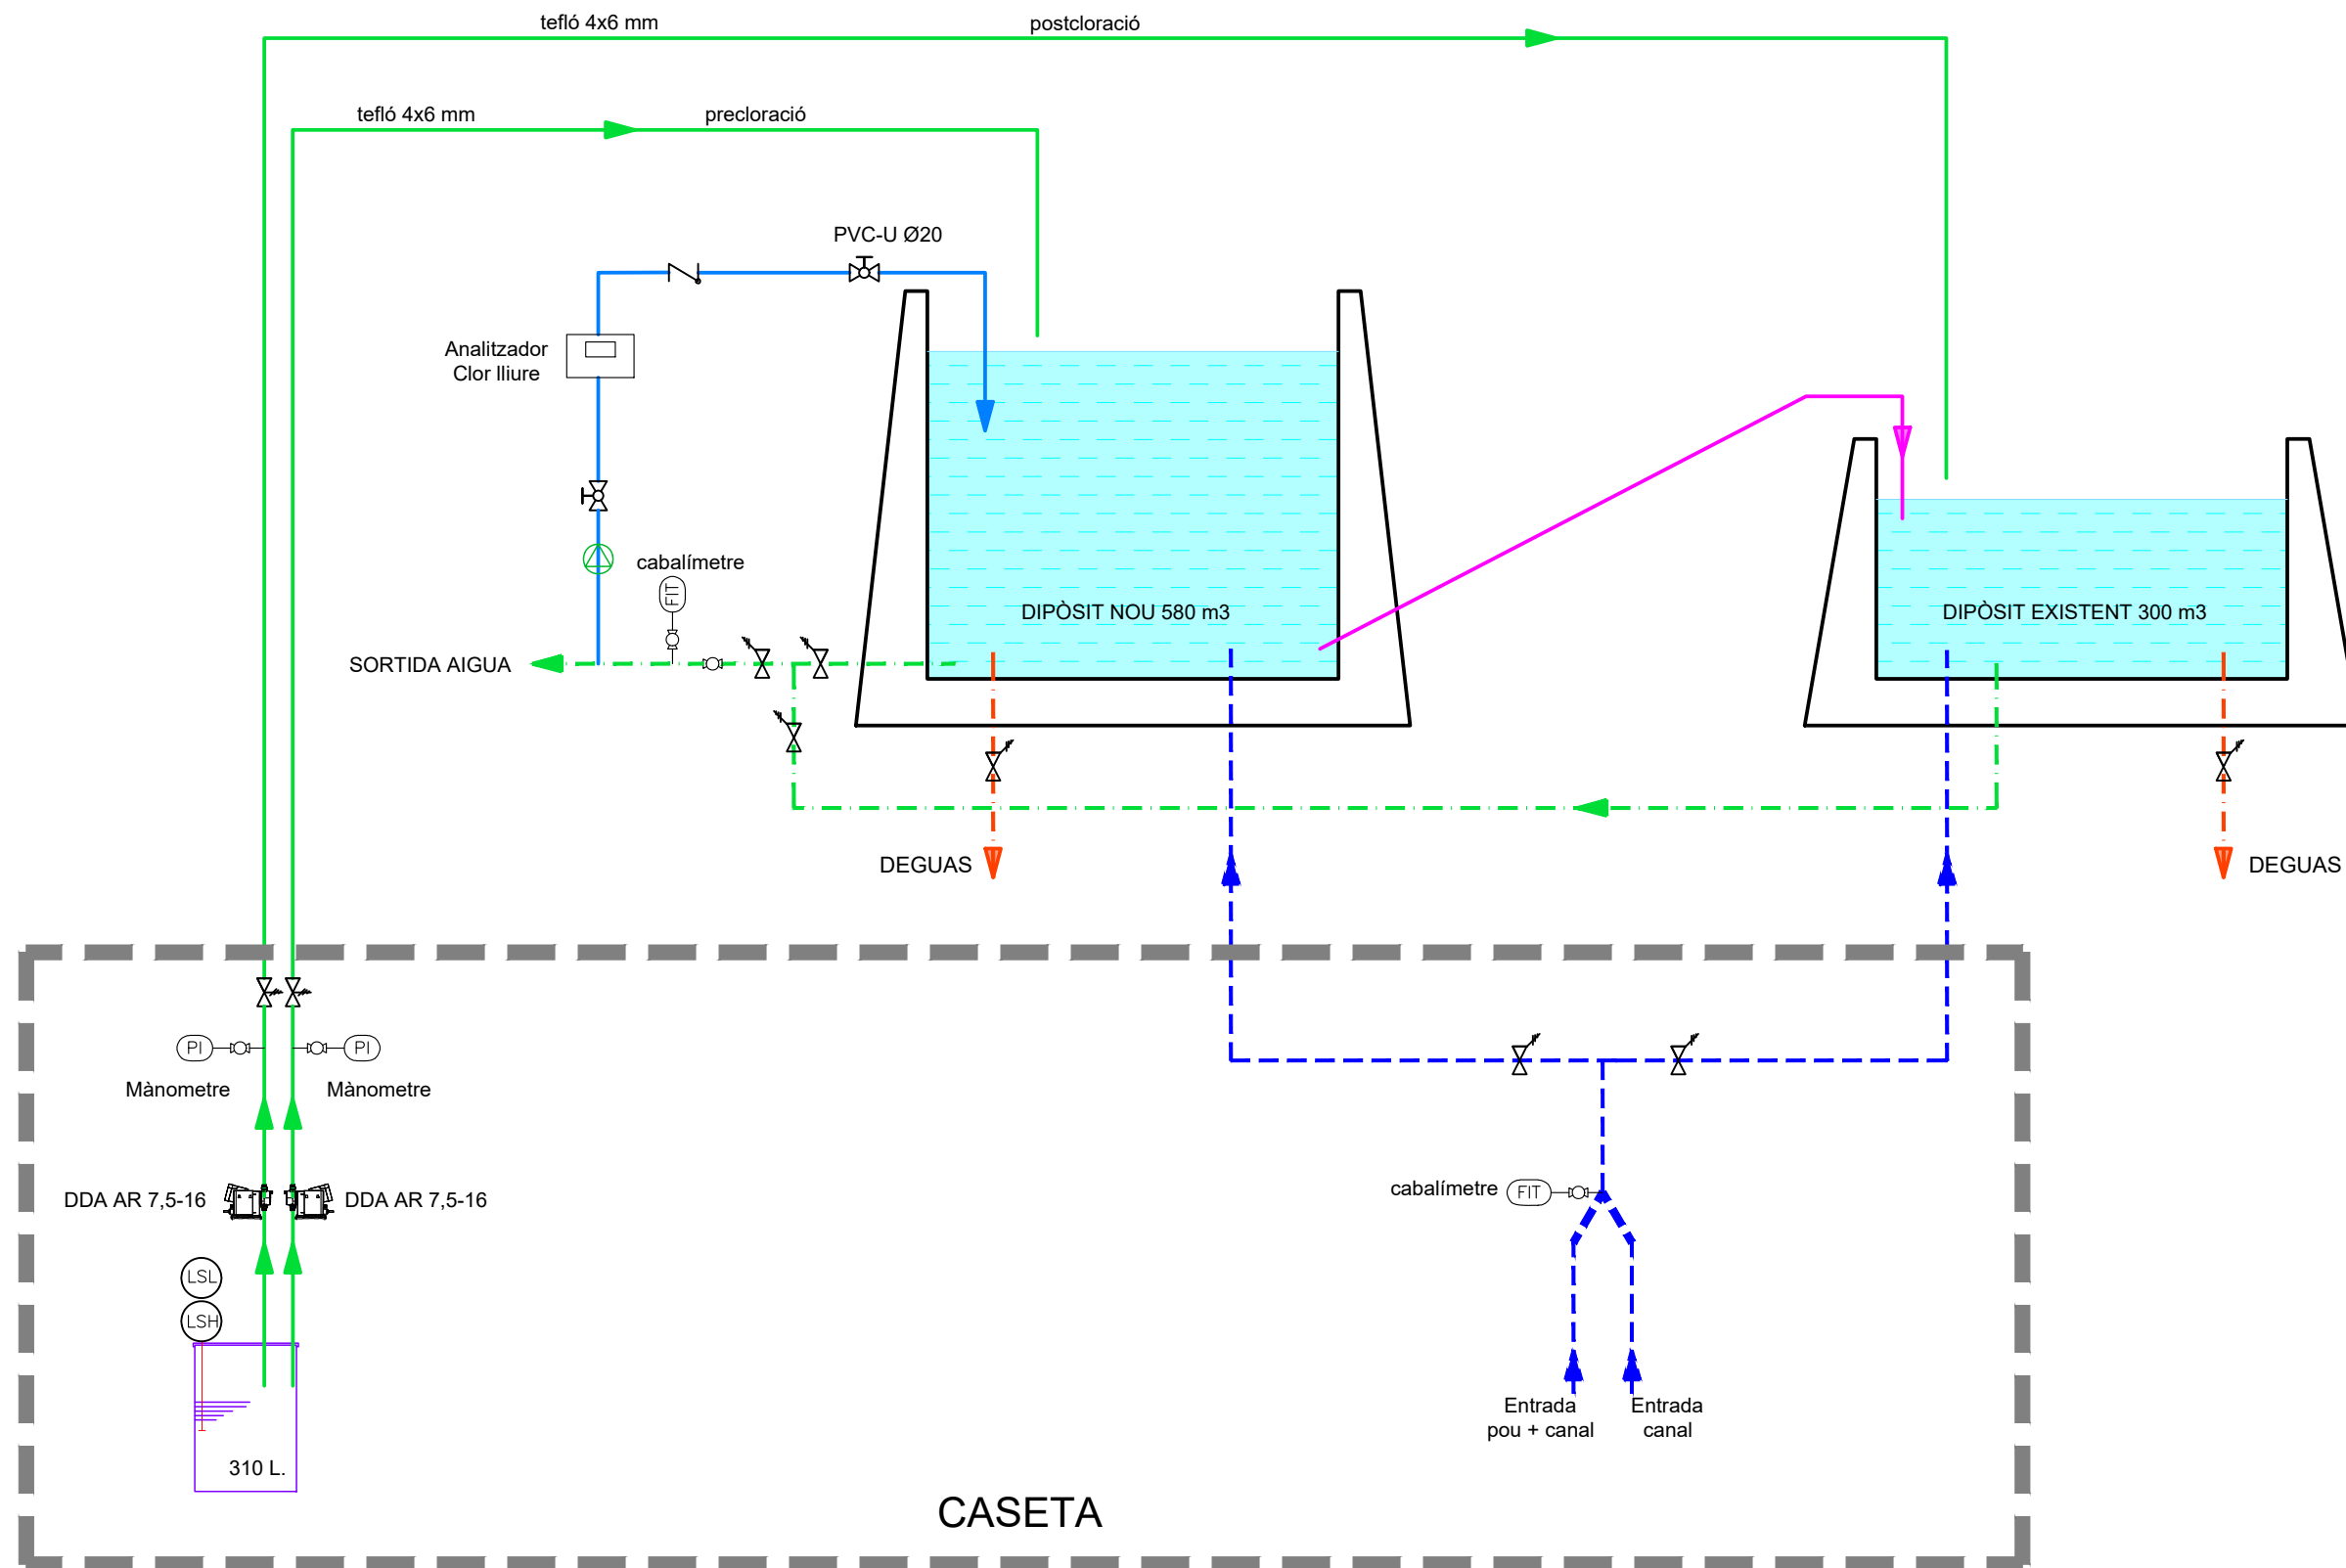 tefló 4x6 mm
postcloració
tefló 4x6 mm
precloració
PVC-U Ø20
Analitzador
Clor lliure
cabalímetre
FIT
SORTIDA AIGUA
DIPÒSIT NOU 580 m3
DIPÒSIT EXISTENT 300 m3
DEGUAS
DEGUAS
PI
PI
Mànometre
Mànometre
DDA AR 7,5-16
DDA AR 7,5-16
cabalímetre
FIT
LSL
LSH
Entrada
pou + canal
Entrada
canal
310 L.
CASETA